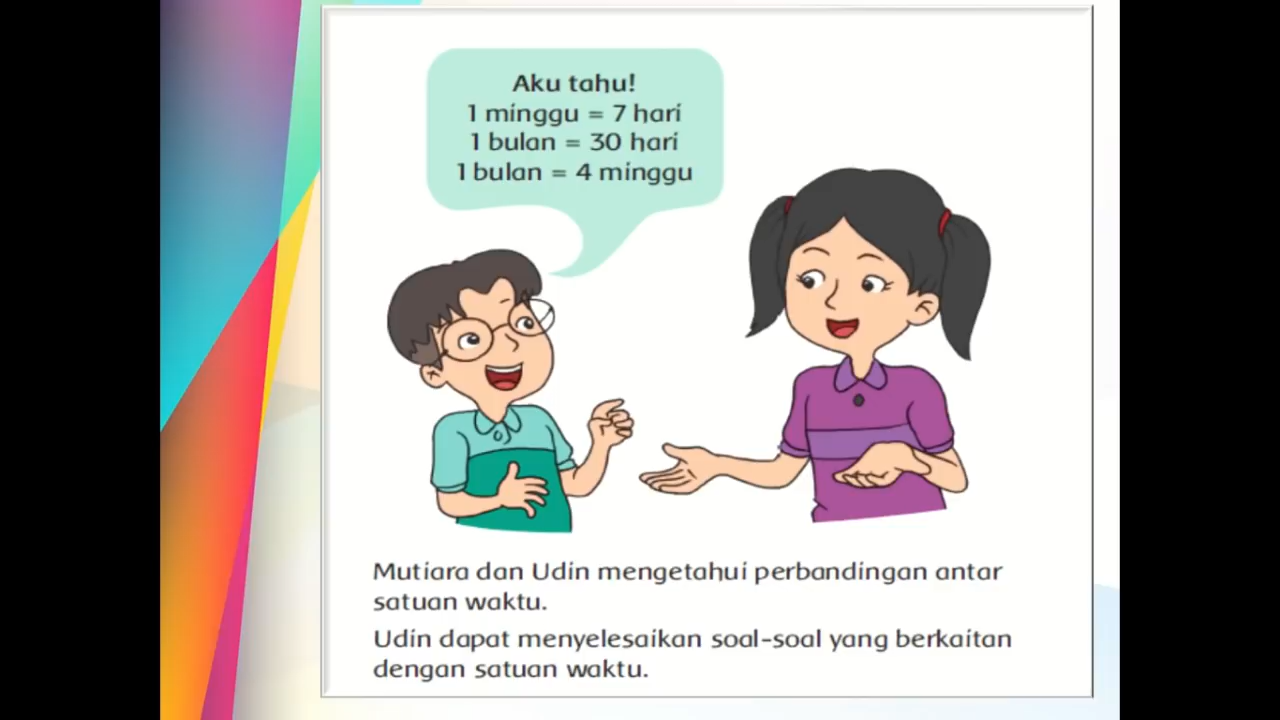 Aku tahu!
1 minggu = 7 hari
1 bulan = 30 hari
1 bulan = 4 minggu
Mutiara dan Udin mengetahui perbandingan antar
satuan waktu.
Udin dapat menyelesaikan soal-soal yang berkaitan
dengan satuan waktu.